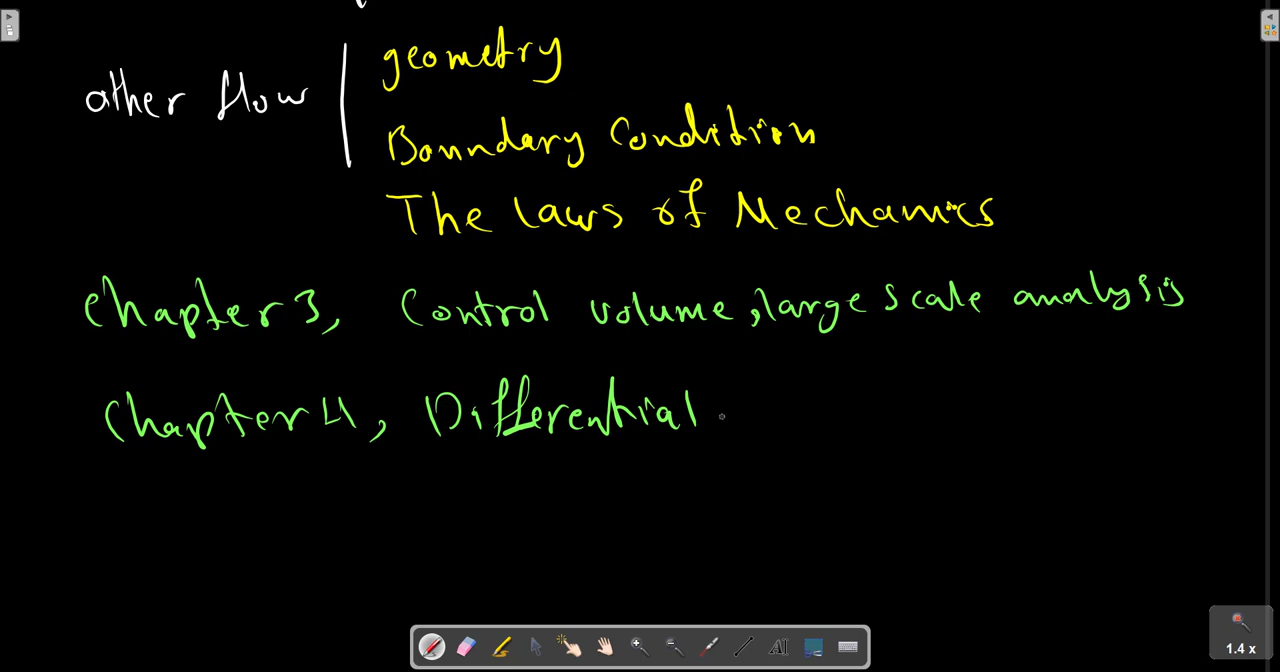 geometry
other flow
Boundary Condition
The laws of Mechanics
Chapter 3, Control volume, large scale analysis
Chapter 4, Differential
1.4 x